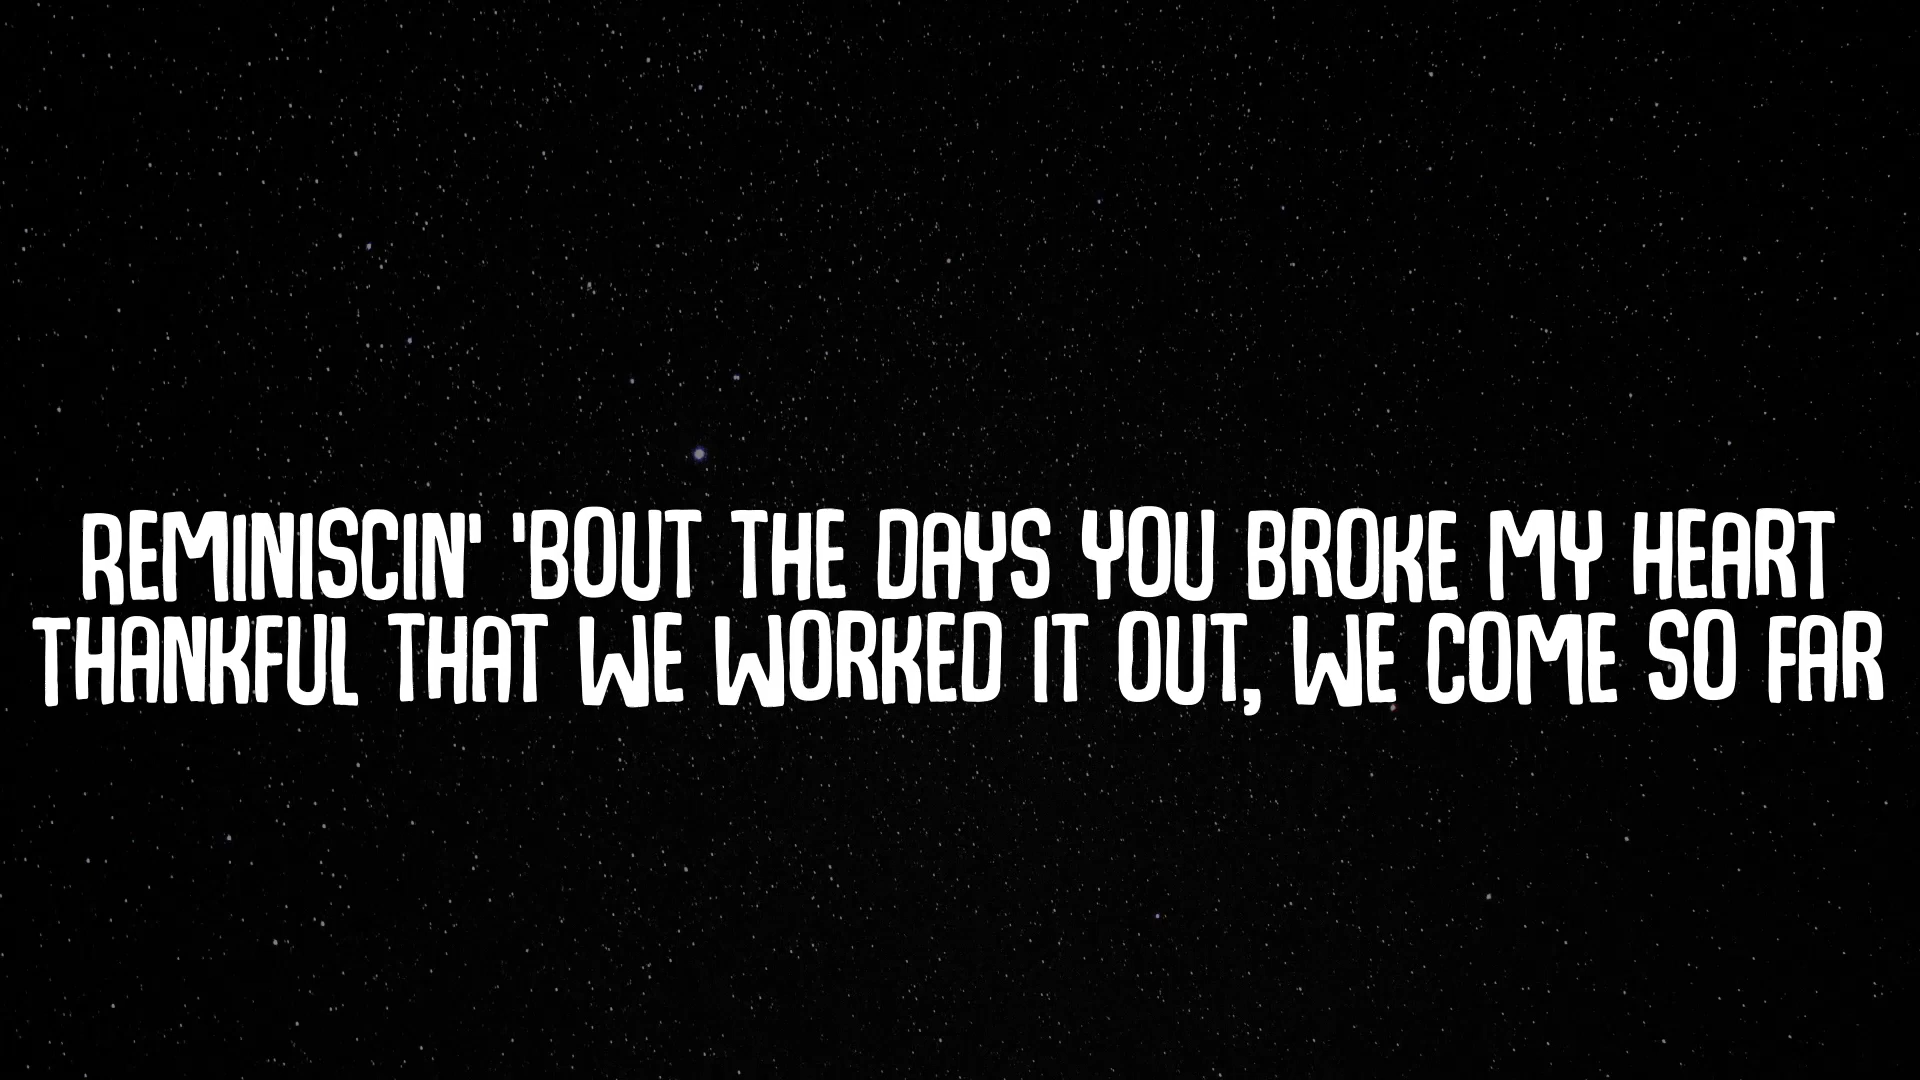 REMINISCIN' 'BOUT THE DAYS YOU BROKE MY HEART
THANKFUL THAT WE WORKED IT OUT, WE COME SO FAR